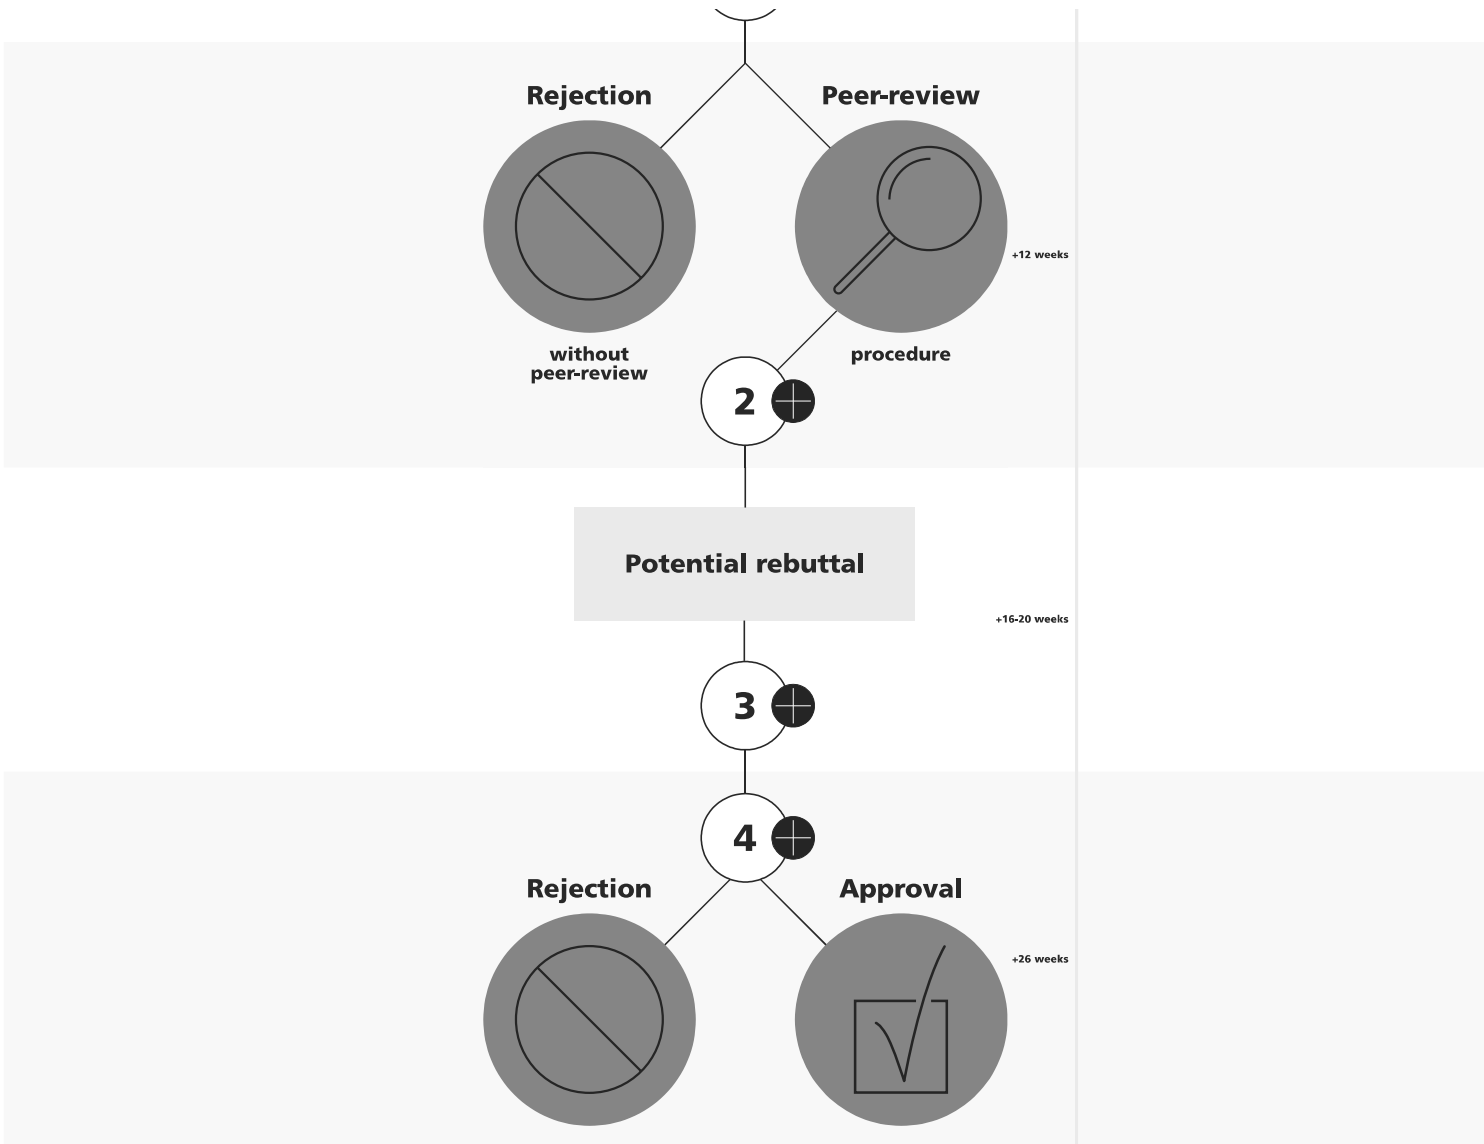 Rejection
Peer-review
+12 weeks
without
peer-review
procedure
2
Potential rebuttal
+16-20 weeks
3
4
Rejection
Approval
+26 weeks